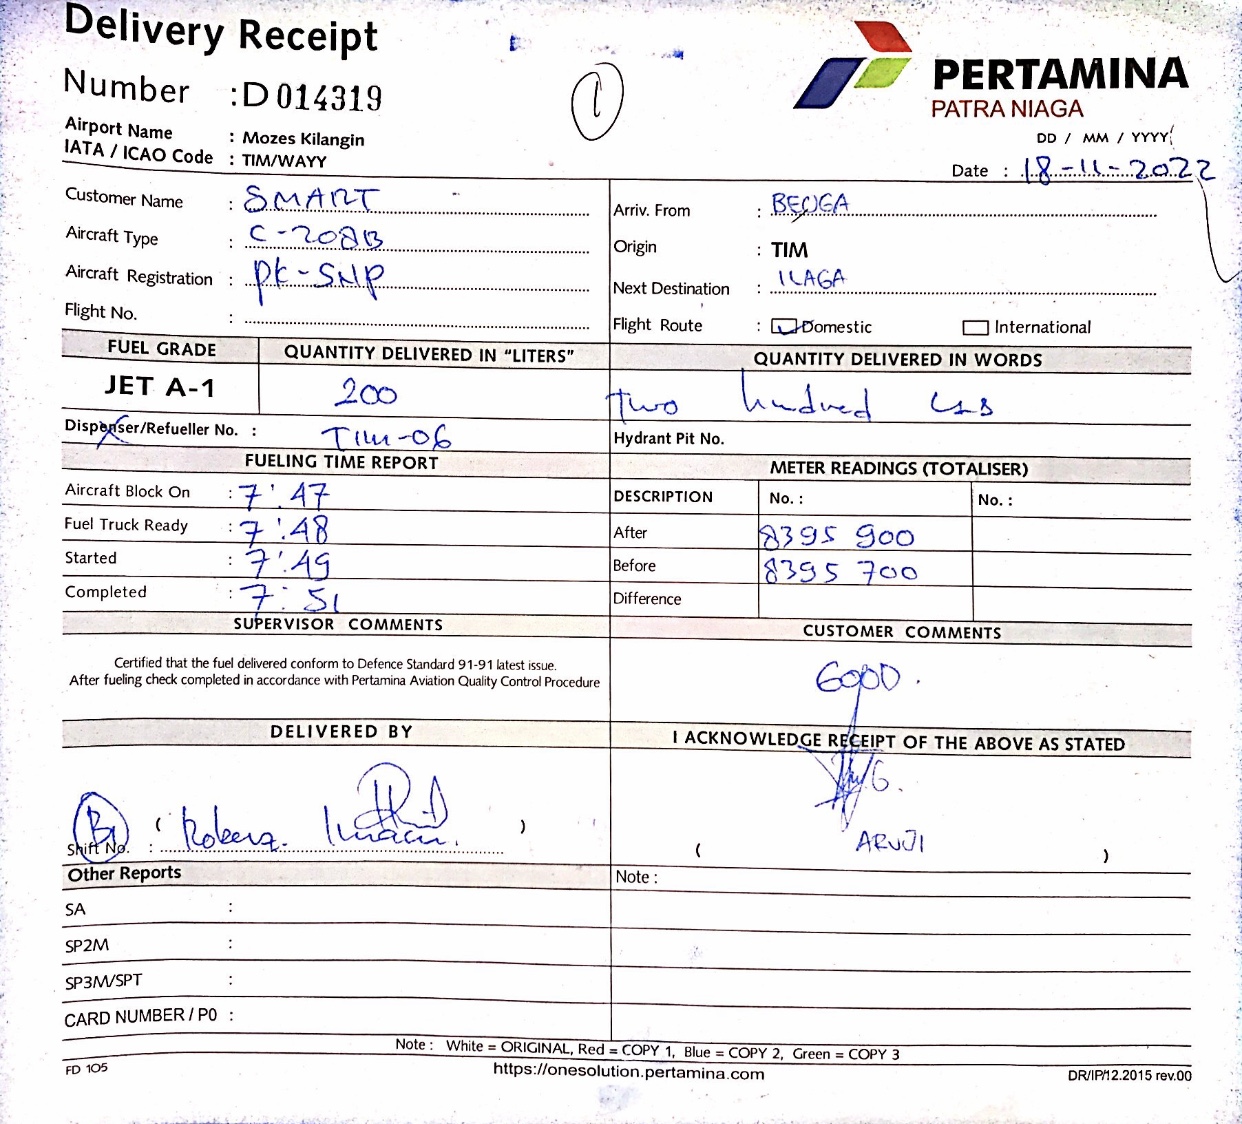 Delivery Receipt
Number : D 014319
1
PERTAMINA
PATRA NIAGA
Airport Name : Mozes Kilangin
IATA / ICAO Code : TIM/WAYY
DD / MM / YYYY
Date : 18-11-2022
Customer Name : SMART
Aircraft Type : C-208B
Aircraft Registration : PK-SNP
Flight No. :
Arriv. From : BEOGA
Origin : TIM
Next Destination : ILAGA
Flight Route : Domestic International
FUEL GRADE QUANTITY DELIVERED IN “LITERS” QUANTITY DELIVERED IN WORDS
JET A-1 200 two hundred
Dispenser/Refueller No. : TIM-06 Hydrant Pit No.
FUELING TIME REPORT
Aircraft Block On : 7:47
Fuel Truck Ready : 7:48
Started : 7:49
Completed : 7:51
METER READINGS (TOTALISER)
DESCRIPTION No. : No. :
After 8395 900
Before 8395 700
Difference
SUPERVISOR COMMENTS
Certified that the fuel delivered conform to Defence Standard 91-91 latest issue.
After fueling check completed in accordance with Pertamina Aviation Quality Control Procedure
CUSTOMER COMMENTS
GOOD.
DELIVERED BY
( )
Shift No. :
I ACKNOWLEDGE RECEIPT OF THE ABOVE AS STATED
( ARUJI )
Other Reports
SA :
SP2M :
SP3M/SPT :
CARD NUMBER / PO :
Note :
Note : White = ORIGINAL, Red = COPY 1, Blue = COPY 2, Green = COPY 3
FD 105 https://onesolution.pertamina.com DR/IP/12.2015 rev.00